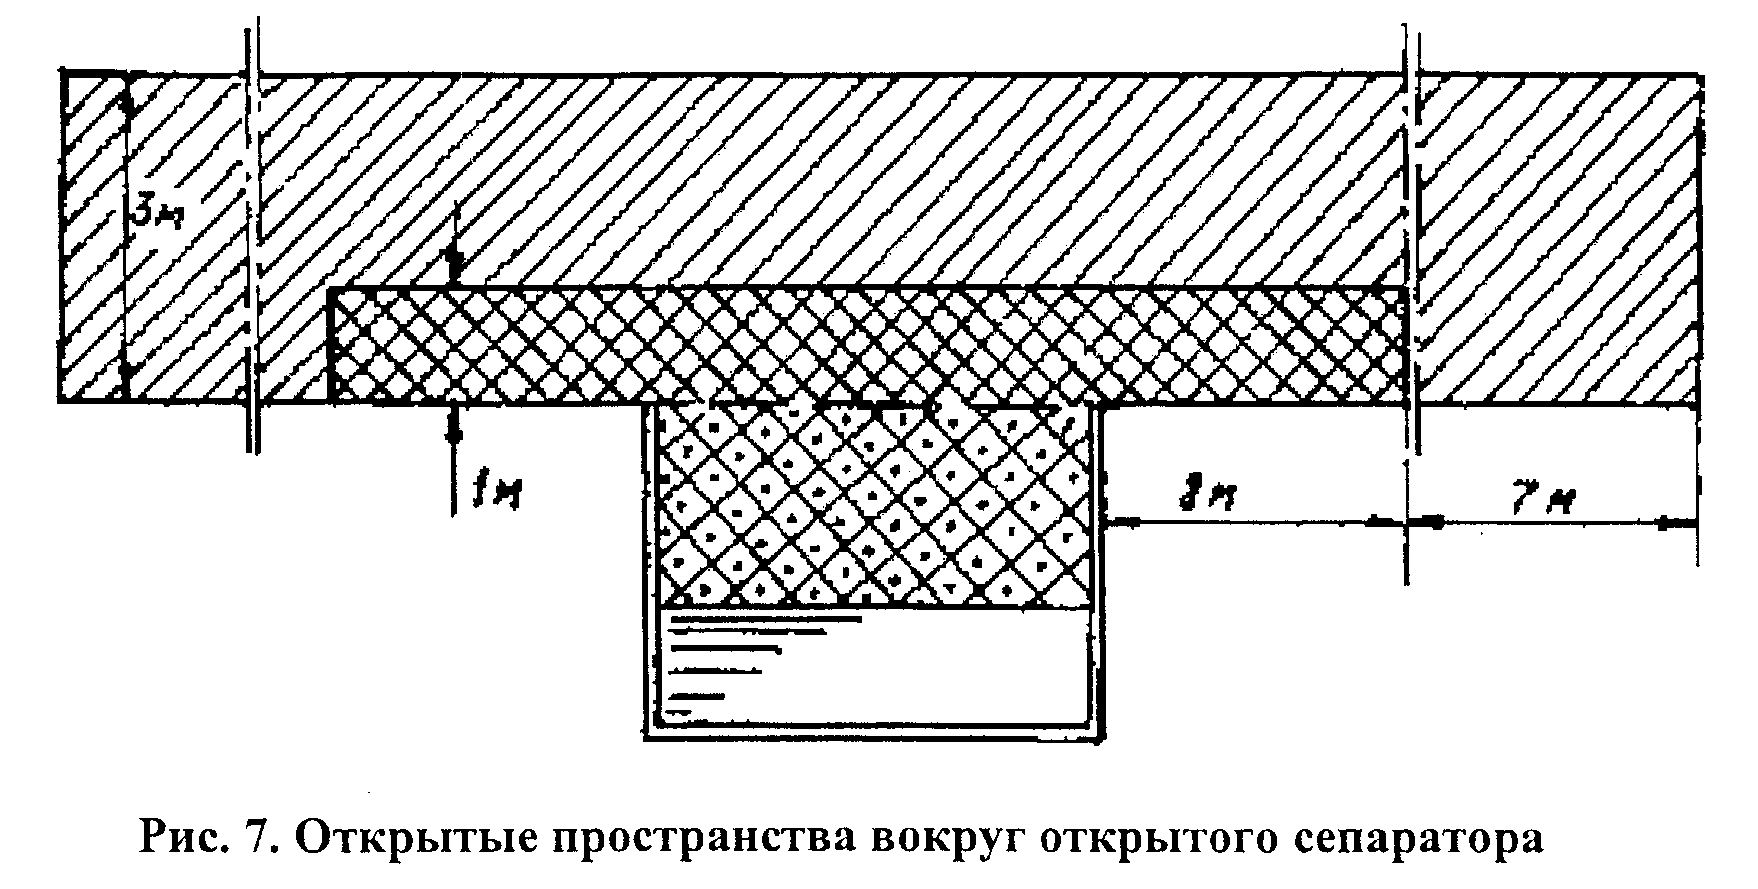 3м
1м
8м
7м
Рис. 7. Открытые пространства вокруг открытого сепаратора